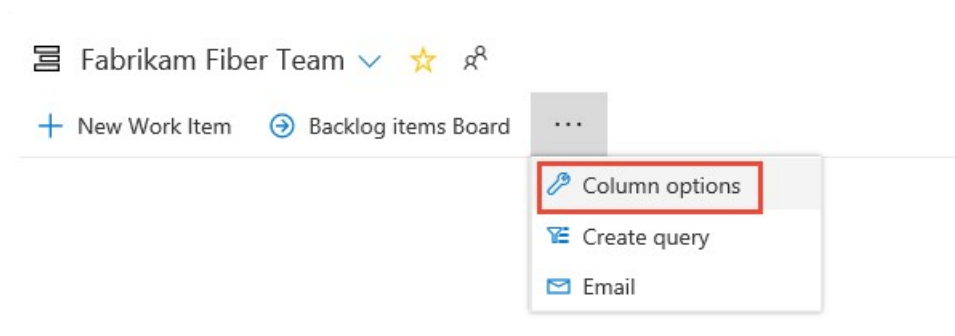 Fabrikam Fiber Team
New Work Item Backlog items Board ...
Column options
Create query
Email